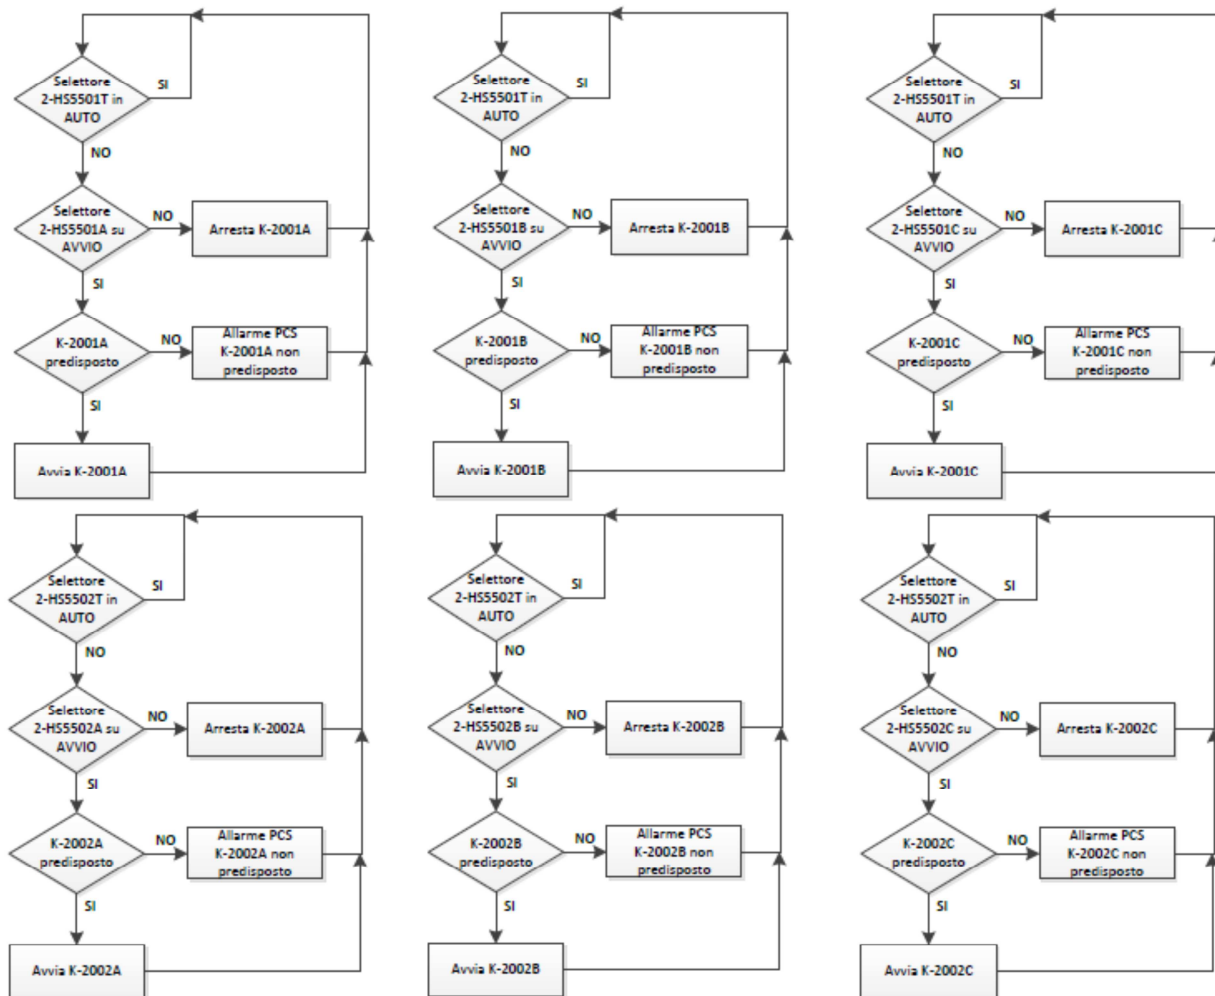 Selettore
2-HS5501T in
AUTO
SI
NO
Selettore
2-HS5501A su
AVVIO
NO
Arresta K-2001A
SI
K-2001A
predisposto
NO
Allarme PCS
K-2001A non
predisposto
SI
Avvia K-2001A
Selettore
2-HS5501T in
AUTO
SI
NO
Selettore
2-HS5501B su
AVVIO
NO
Arresta K-2001B
SI
K-2001B
predisposto
NO
Allarme PCS
K-2001B non
predisposto
SI
Avvia K-2001B
Selettore
2-HS5501T in
AUTO
SI
NO
Selettore
2-HS5501C su
AVVIO
NO
Arresta K-2001C
SI
K-2001C
predisposto
NO
Allarme PCS
K-2001C non
predisposto
SI
Avvia K-2001C
Selettore
2-HS5502T in
AUTO
SI
NO
Selettore
2-HS5502A su
AVVIO
NO
Arresta K-2002A
SI
K-2002A
predisposto
NO
Allarme PCS
K-2002A non
predisposto
SI
Avvia K-2002A
Selettore
2-HS5502T in
AUTO
SI
NO
Selettore
2-HS5502B su
AVVIO
NO
Arresta K-2002B
SI
K-2002B
predisposto
NO
Allarme PCS
K-2002B non
predisposto
SI
Avvia K-2002B
Selettore
2-HS5502T in
AUTO
SI
NO
Selettore
2-HS5502C su
AVVIO
NO
Arresta K-2002C
SI
K-2002C
predisposto
NO
Allarme PCS
K-2002C non
predisposto
SI
Avvia K-2002C